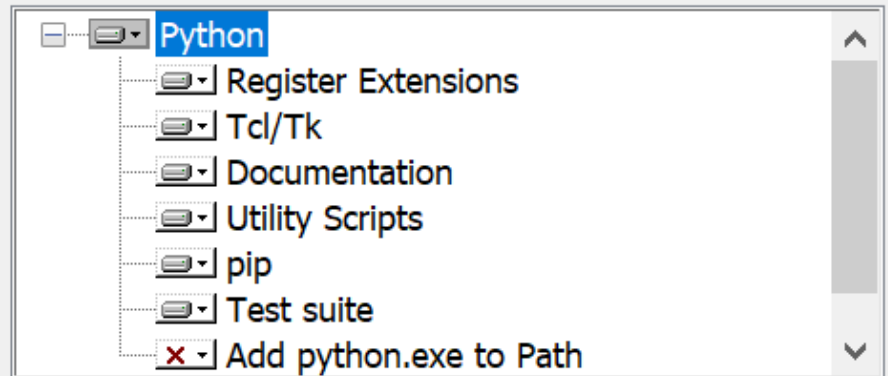 Python
Register Extensions
Tcl/Tk
Documentation
Utility Scripts
pip
Test suite
Add python.exe to Path